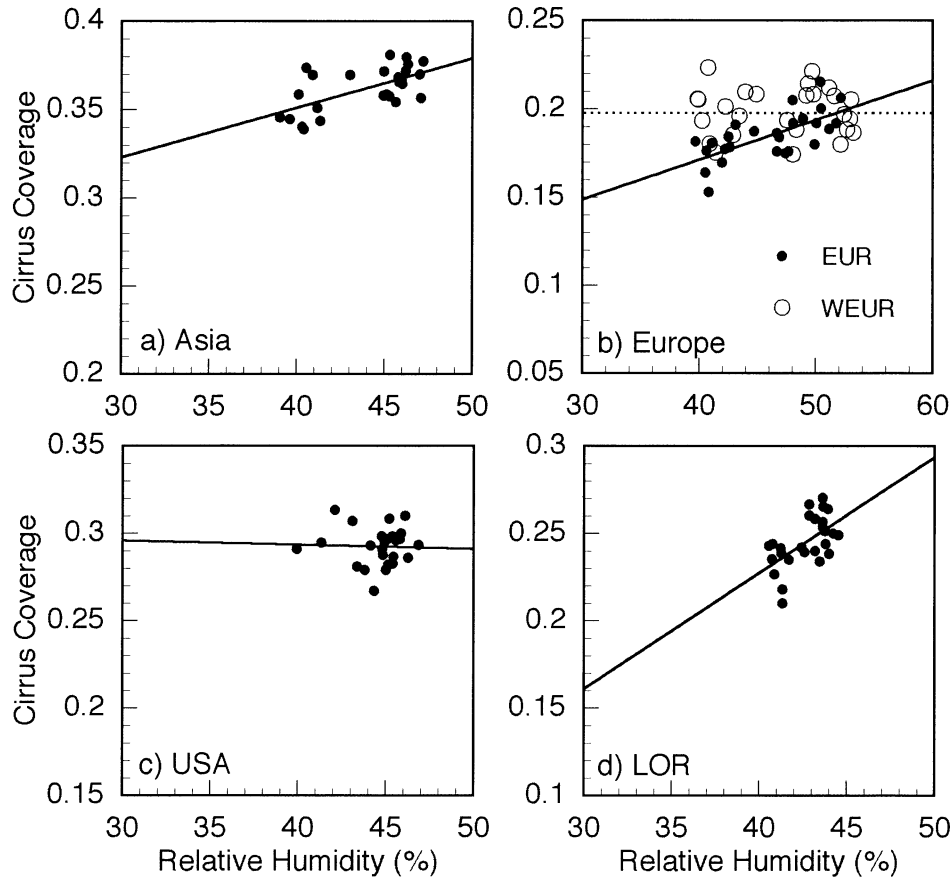 0.4
0.35
0.3
0.25
0.2
Cirrus Coverage
a) Asia
30 35 40 45 50
0.25
0.2
0.15
0.1
0.05
EUR
WEUR
b) Europe
30 40 50 60
0.35
0.3
0.25
0.2
0.15
Cirrus Coverage
c) USA
30 35 40 45 50
Relative Humidity (%)
0.3
0.25
0.2
0.15
0.1
d) LOR
30 35 40 45 50
Relative Humidity (%)